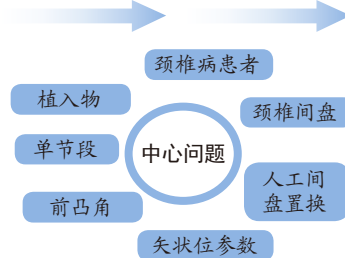 颈椎病患者
植入物
颈椎间盘
单节段
中心问题
人工间
盘置换
前凸角
矢状位参数